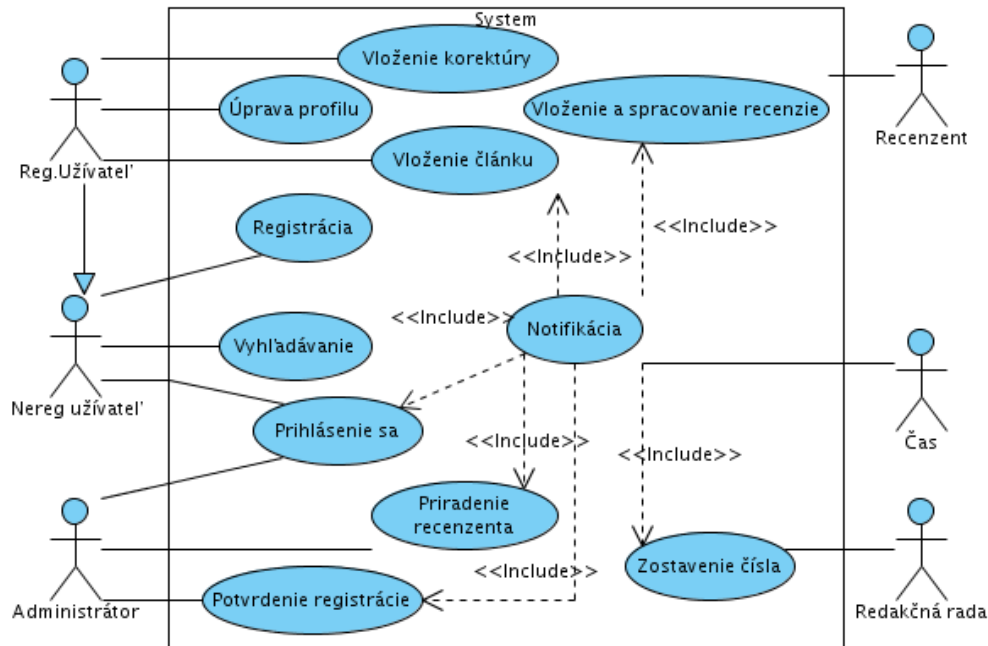 System
Vloženie korektúry
Úprava profilu
Vloženie a spracovanie recenzie
Recenzent
Vloženie článku
Reg.Užívateľ
Registrácia
<<Include>>
<<Include>>
<<Include>>
Notifikácia
Vyhľadávanie
Nereg užívateľ
Prihlásenie sa
<<Include>>
<<Include>>
Čas
Priradenie
recenzenta
<<Include>>
Zostavenie čísla
Potvrdenie registrácie
Administrátor
Redakčná rada